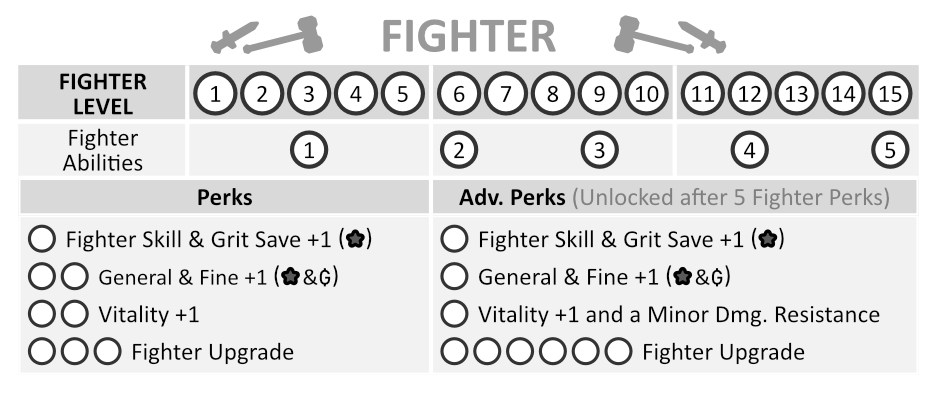 FIGHTER
FIGHTER LEVEL 1 2 3 4 5 6 7 8 9 10 11 12 13 14 15
Fighter Abilities 1 2 3 4 5
Perks
Fighter Skill & Grit Save +1 ()
General & Fine +1 (&₲)
Vitality +1
Fighter Upgrade
Adv. Perks (Unlocked after 5 Fighter Perks)
Fighter Skill & Grit Save +1 ()
General & Fine +1 (&₲)
Vitality +1 and a Minor Dmg. Resistance
Fighter Upgrade